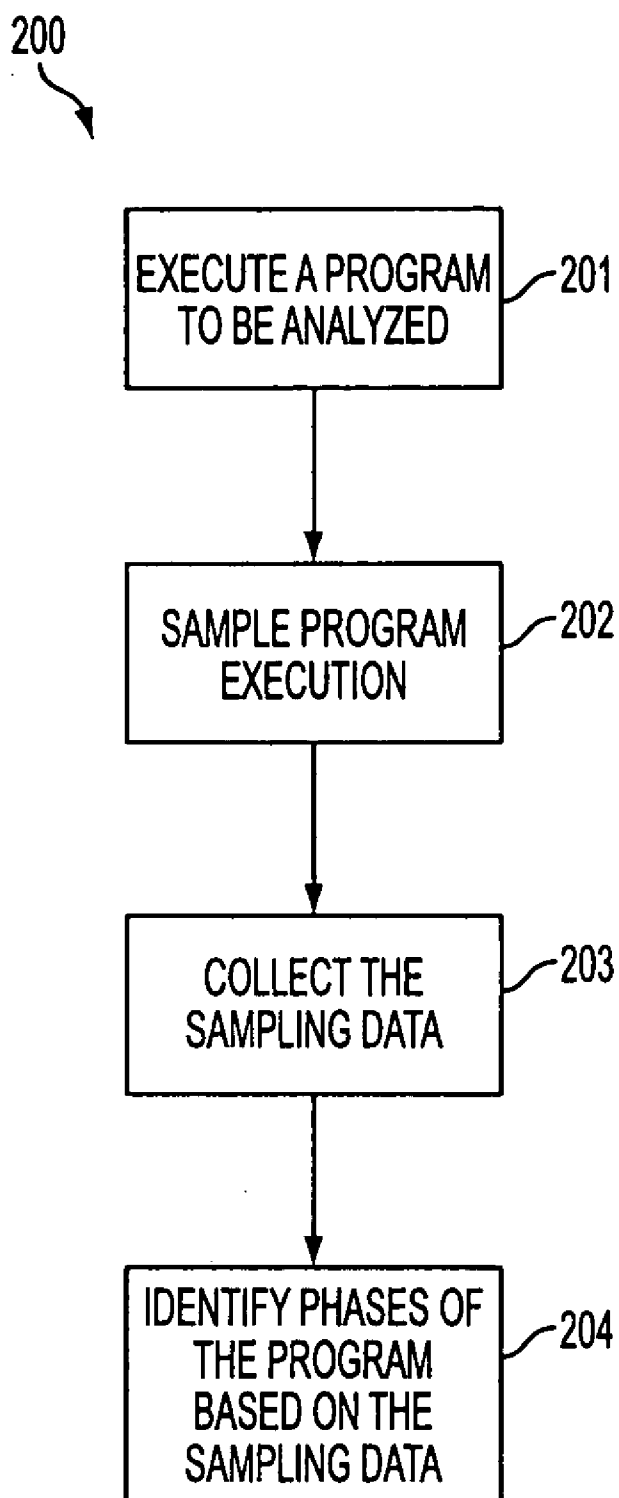 200
EXECUTE A PROGRAM
TO BE ANALYZED
201
SAMPLE PROGRAM
EXECUTION
202
COLLECT THE
SAMPLING DATA
203
IDENTIFY PHASES OF
THE PROGRAM
BASED ON THE
SAMPLING DATA
204